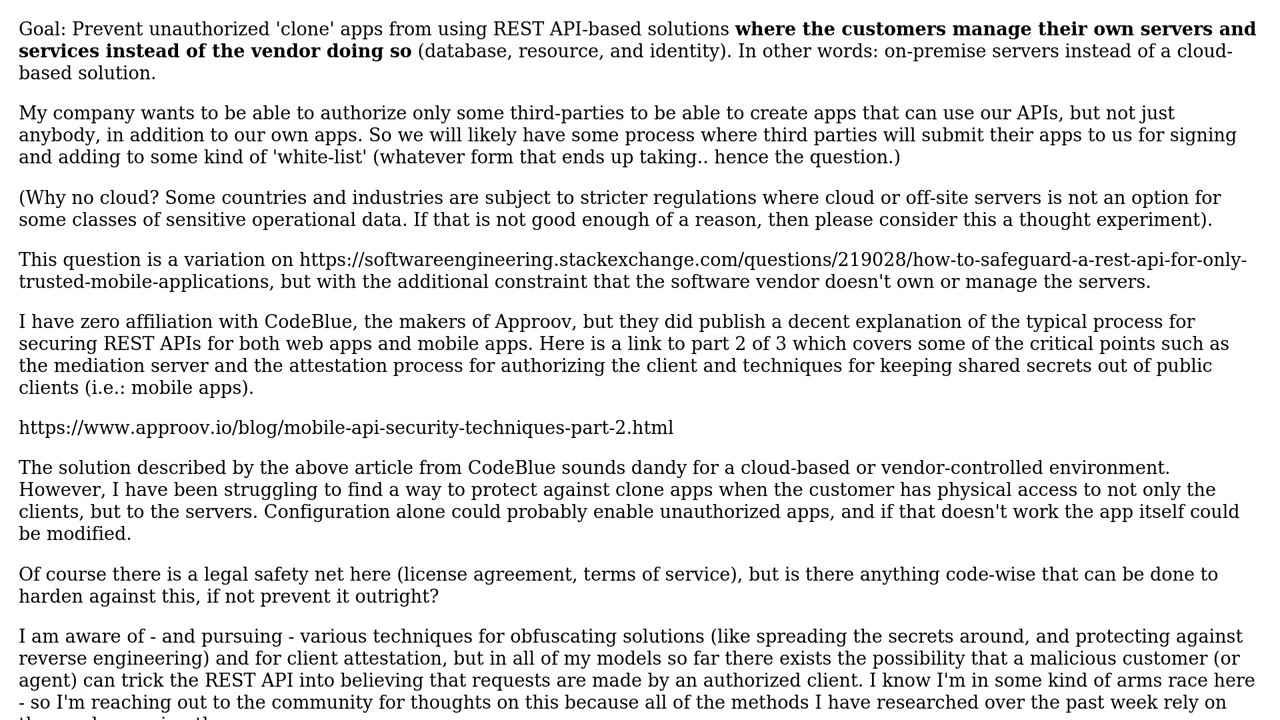 Goal: Prevent unauthorized 'clone' apps from using REST API-based solutions where the customers manage their own servers and
services instead of the vendor doing so (database, resource, and identity). In other words: on-premise servers instead of a cloud-
based solution.
My company wants to be able to authorize only some third-parties to be able to create apps that can use our APIs, but not just
anybody, in addition to our own apps. So we will likely have some process where third parties will submit their apps to us for signing
and adding to some kind of 'white-list' (whatever form that ends up taking.. hence the question.)
(Why no cloud? Some countries and industries are subject to stricter regulations where cloud or off-site servers is not an option for
some classes of sensitive operational data. If that is not good enough of a reason, then please consider this a thought experiment).
This question is a variation on https://softwareengineering.stackexchange.com/questions/219028/how-to-safeguard-a-rest-api-for-only-
trusted-mobile-applications, but with the additional constraint that the software vendor doesn't own or manage the servers.
I have zero affiliation with CodeBlue, the makers of Approov, but they did publish a decent explanation of the typical process for
securing REST APIs for both web apps and mobile apps. Here is a link to part 2 of 3 which covers some of the critical points such as
the mediation server and the attestation process for authorizing the client and techniques for keeping shared secrets out of public
clients (i.e.: mobile apps).
https://www.approov.io/blog/mobile-api-security-techniques-part-2.html
The solution described by the above article from CodeBlue sounds dandy for a cloud-based or vendor-controlled environment.
However, I have been struggling to find a way to protect against clone apps when the customer has physical access to not only the
clients, but to the servers. Configuration alone could probably enable unauthorized apps, and if that doesn't work the app itself could
be modified.
Of course there is a legal safety net here (license agreement, terms of service), but is there anything code-wise that can be done to
harden against this, if not prevent it outright?
I am aware of - and pursuing - various techniques for obfuscating solutions (like spreading the secrets around, and protecting against
reverse engineering) and for client attestation, but in all of my models so far there exists the possibility that a malicious customer (or
agent) can trick the REST API into believing that requests are made by an authorized client. I know I'm in some kind of arms race here
- so I'm reaching out to the community for thoughts on this because all of the methods I have researched over the past week rely on